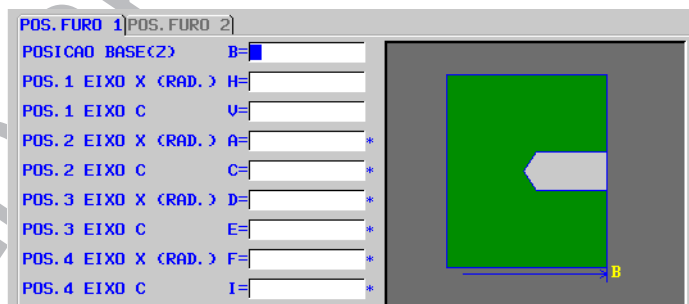 POS.FURO 1 POS.FURO 2
POSICAO BASE(Z) B=
POS.1 EIXO X (RAD.) H=
POS.1 EIXO C V=
POS.2 EIXO X (RAD.) A= *
POS.2 EIXO C C= *
POS.3 EIXO X (RAD.) D= *
POS.3 EIXO C E= *
POS.4 EIXO X (RAD.) F= *
POS.4 EIXO C I= *
B